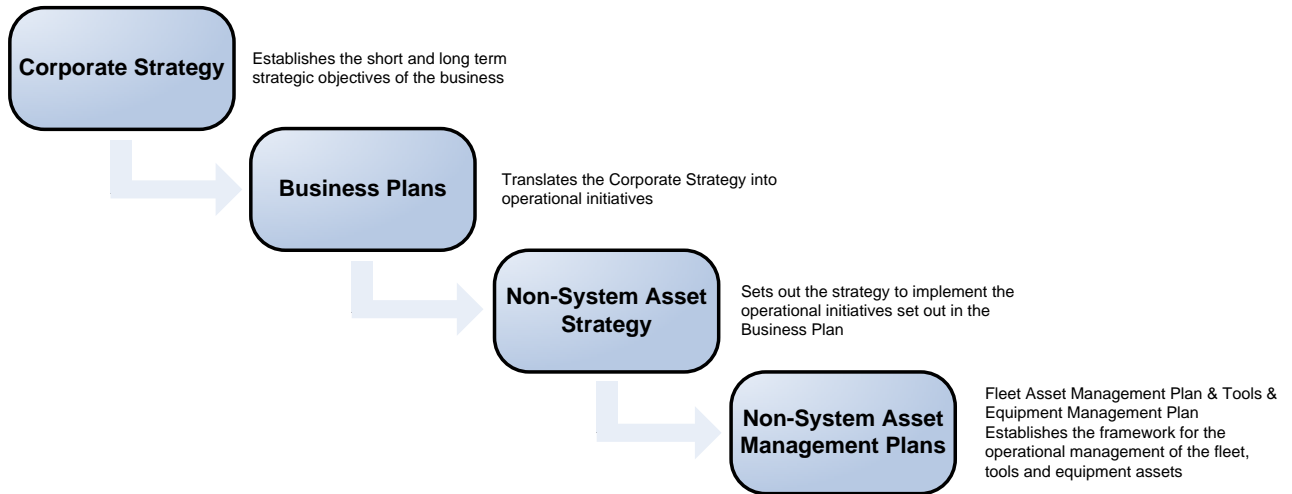 Corporate Strategy
Establishes the short and long term
strategic objectives of the business
Business Plans
Translates the Corporate Strategy into
operational initiatives
Non-System Asset
Strategy
Sets out the strategy to implement the
operational initiatives set out in the
Business Plan
Non-System Asset
Management Plans
Fleet Asset Management Plan & Tools &
Equipment Management Plan
Establishes the framework for the
operational management of the fleet,
tools and equipment assets